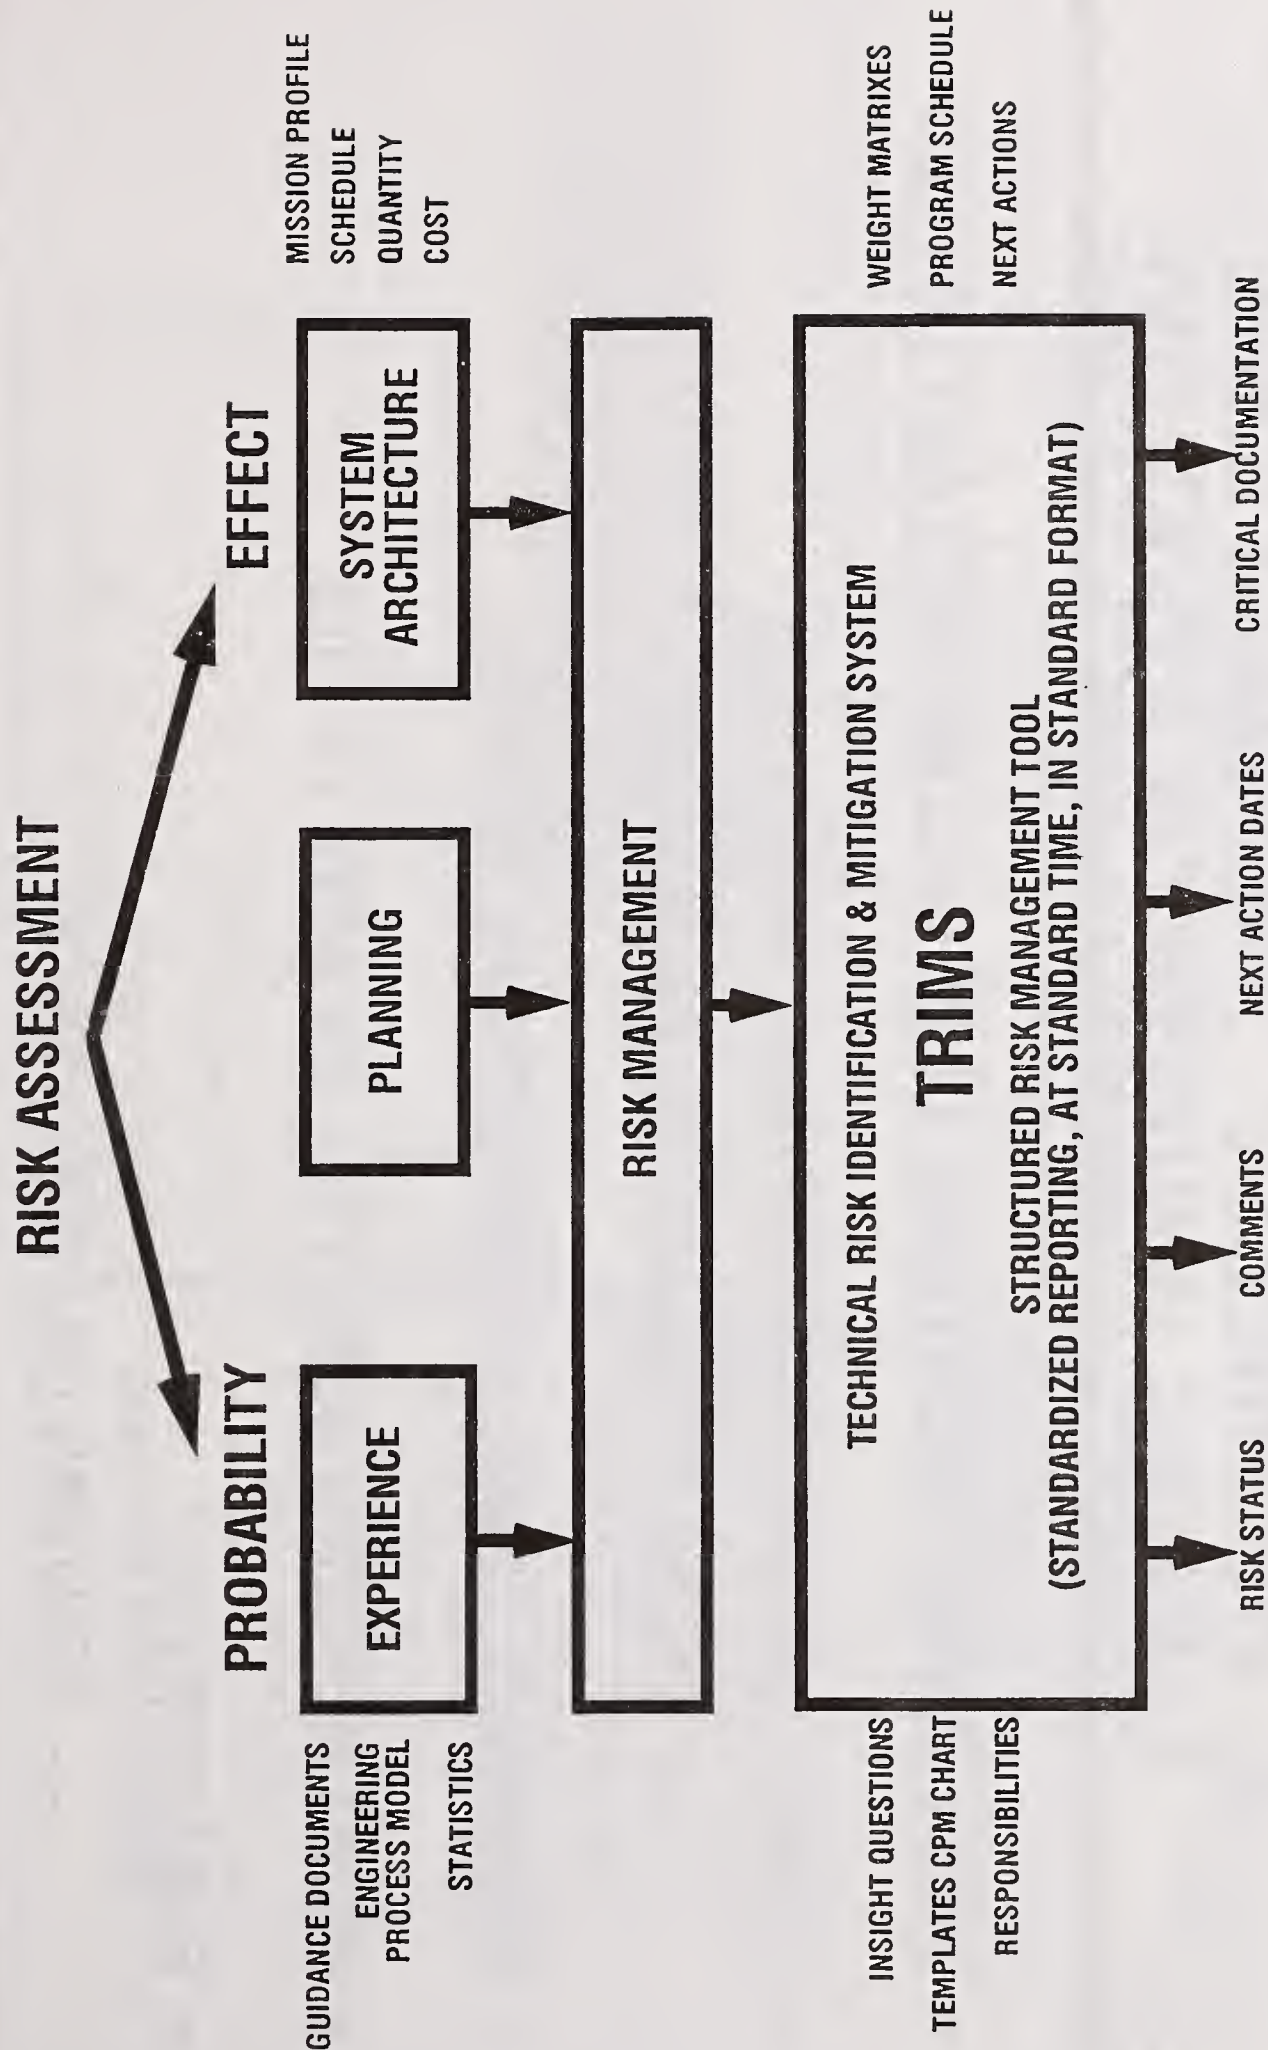 RISK ASSESSMENT
PROBABILITY
EFFECT
GUIDANCE DOCUMENTS
ENGINEERING
PROCESS MODEL
STATISTICS
EXPERIENCE
PLANNING
SYSTEM
ARCHITECTURE
MISSION PROFILE
SCHEDULE
QUANTITY
COST
RISK MANAGEMENT
INSIGHT QUESTIONS
TEMPLATES CPM CHART
RESPONSIBILITIES
TECHNICAL RISK IDENTIFICATION & MITIGATION SYSTEM
TRIMS
STRUCTURED RISK MANAGEMENT TOOL
(STANDARDIZED REPORTING, AT STANDARD TIME, IN STANDARD FORMAT)
WEIGHT MATRIXES
PROGRAM SCHEDULE
NEXT ACTIONS
RISK STATUS
COMMENTS
NEXT ACTION DATES
CRITICAL DOCUMENTATION